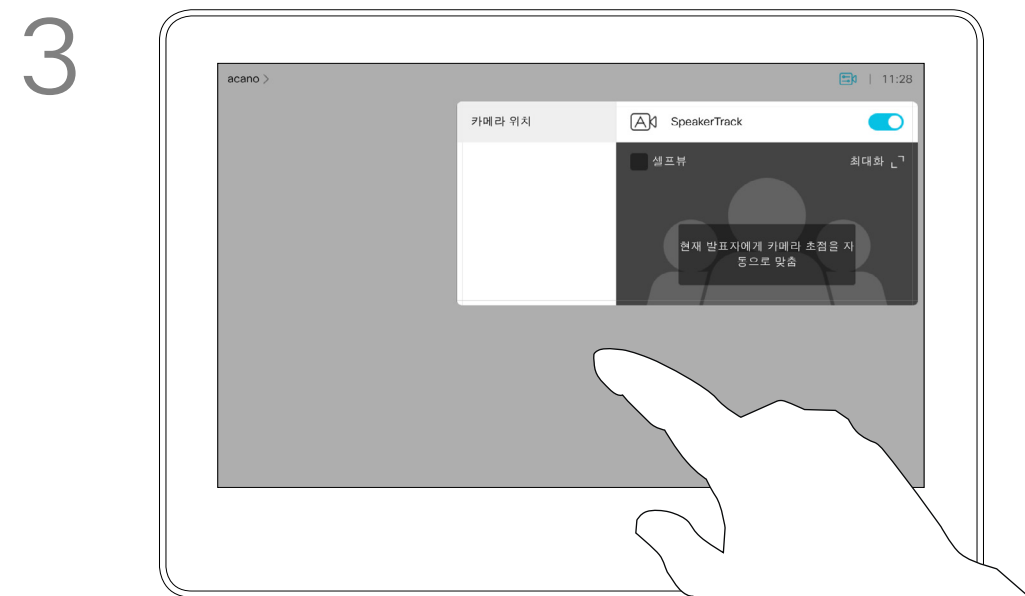 3
acano >
11:28
카메라 위치
A SpeakerTrack
셀프뷰
최대화
현재 발표자에게 카메라 초점을 자
동으로 맞춤